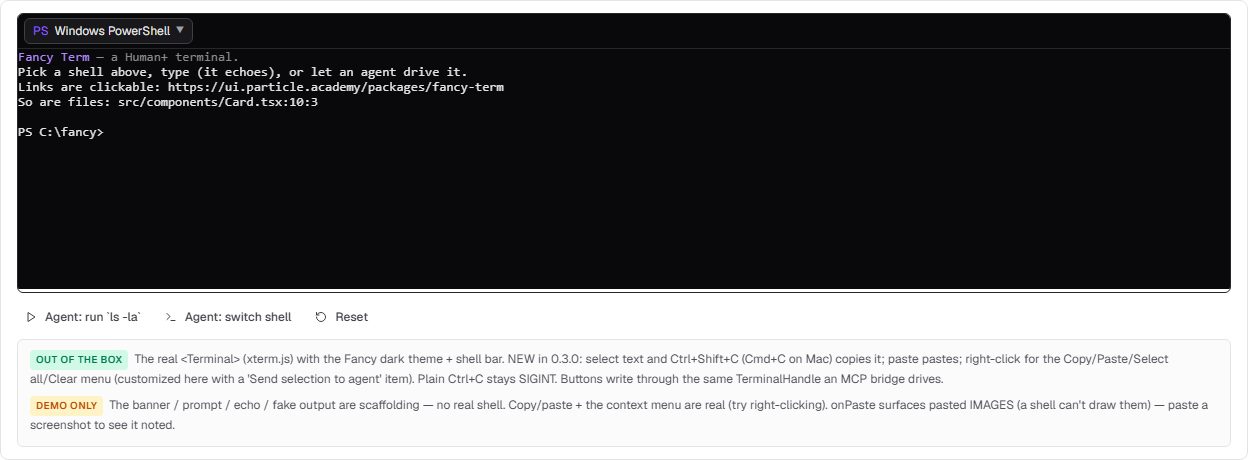 PS Windows PowerShell ▼
Fancy Term — a Human+ terminal.
Pick a shell above, type (it echoes), or let an agent drive it.
Links are clickable: https://ui.particle.academy/packages/fancy-term
So are files: src/components/Card.tsx:10:3
PS C:\fancy>
Agent: run `ls -la` Agent: switch shell Reset
OUT OF THE BOX The real <Terminal> (xterm.js) with the Fancy dark theme + shell bar. NEW in 0.3.0: select text and Ctrl+Shift+C (Cmd+C on Mac) copies it; paste pastes; right-click for the Copy/Paste/Select
all/Clear menu (customized here with a 'Send selection to agent' item). Plain Ctrl+C stays SIGINT. Buttons write through the same TerminalHandle an MCP bridge drives.
DEMO ONLY The banner / prompt / echo / fake output are scaffolding — no real shell. Copy/paste + the context menu are real (try right-clicking). onPaste surfaces pasted IMAGES (a shell can't draw them) — paste a
screenshot to see it noted.